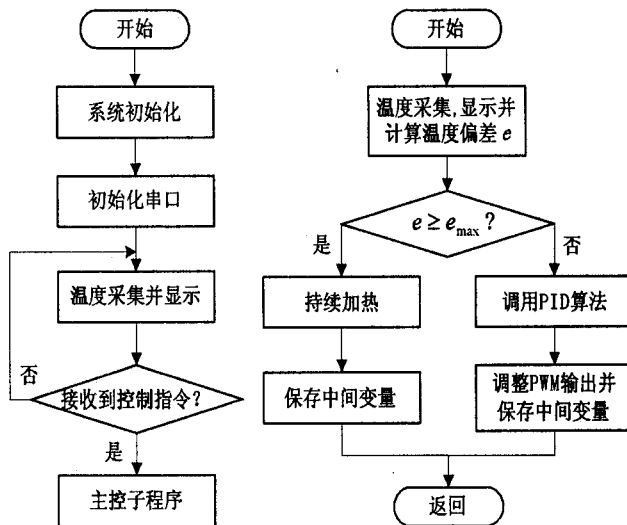 开始
系统初始化
初始化串口
温度采集并显示
否
接收到控制指令?
是
主控子程序
开始
温度采集,显示并
计算温度偏差 e
e ≥ e_max ?
是
否
持续加热
调用PID算法
保存中间变量
调整PWM输出并
保存中间变量
返回